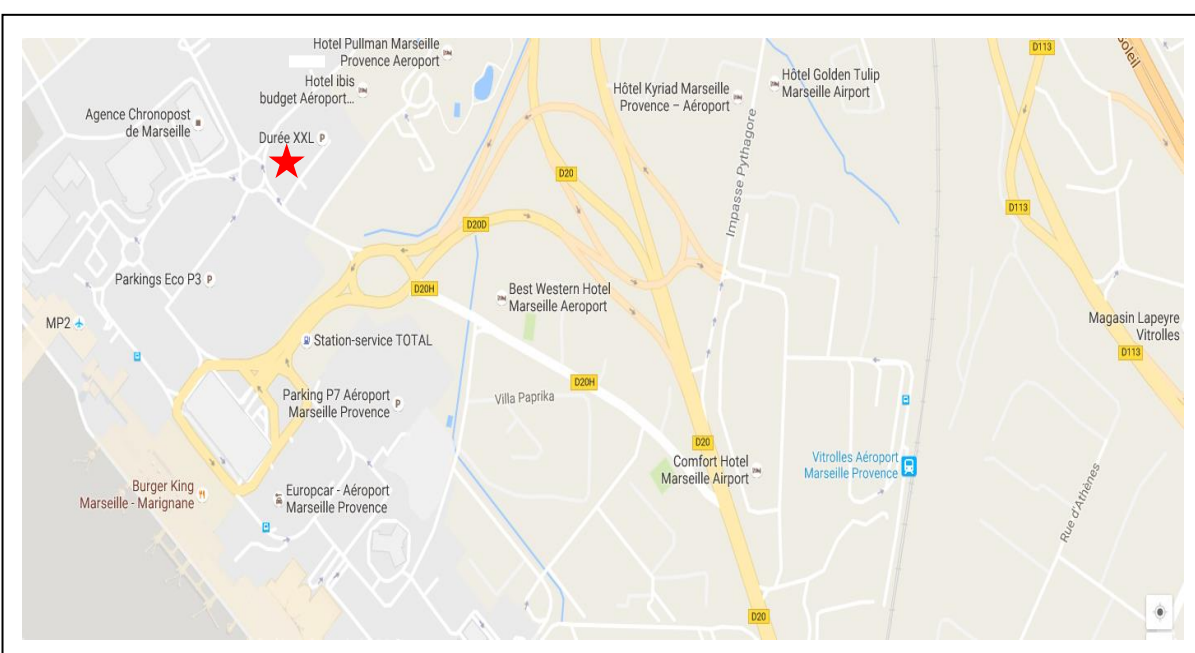 Hotel Pullman Marseille
Provence Aeroport
D113
Soleil
Hotel ibis
budget Aéroport...
Hôtel Kyriad Marseille
Provence – Aéroport
Hôtel Golden Tulip
Marseille Airport
Agence Chronopost
de Marseille
Durée XXL
P
Impasse Pythagore
D20
D113
D20D
Parkings Eco P3
P
D20H
Best Western Hotel
Marseille Aeroport
MP2
Station-service TOTAL
Magasin Lapeyre
Vitrolles
D113
D20H
Parking P7 Aéroport
Marseille Provence
P
Villa Paprika
D20
Comfort Hotel
Marseille Airport
Vitrolles Aéroport
Marseille Provence
Burger King
Marseille - Marignane
Europcar - Aéroport
Marseille Provence
Rue d'Athènes
D20